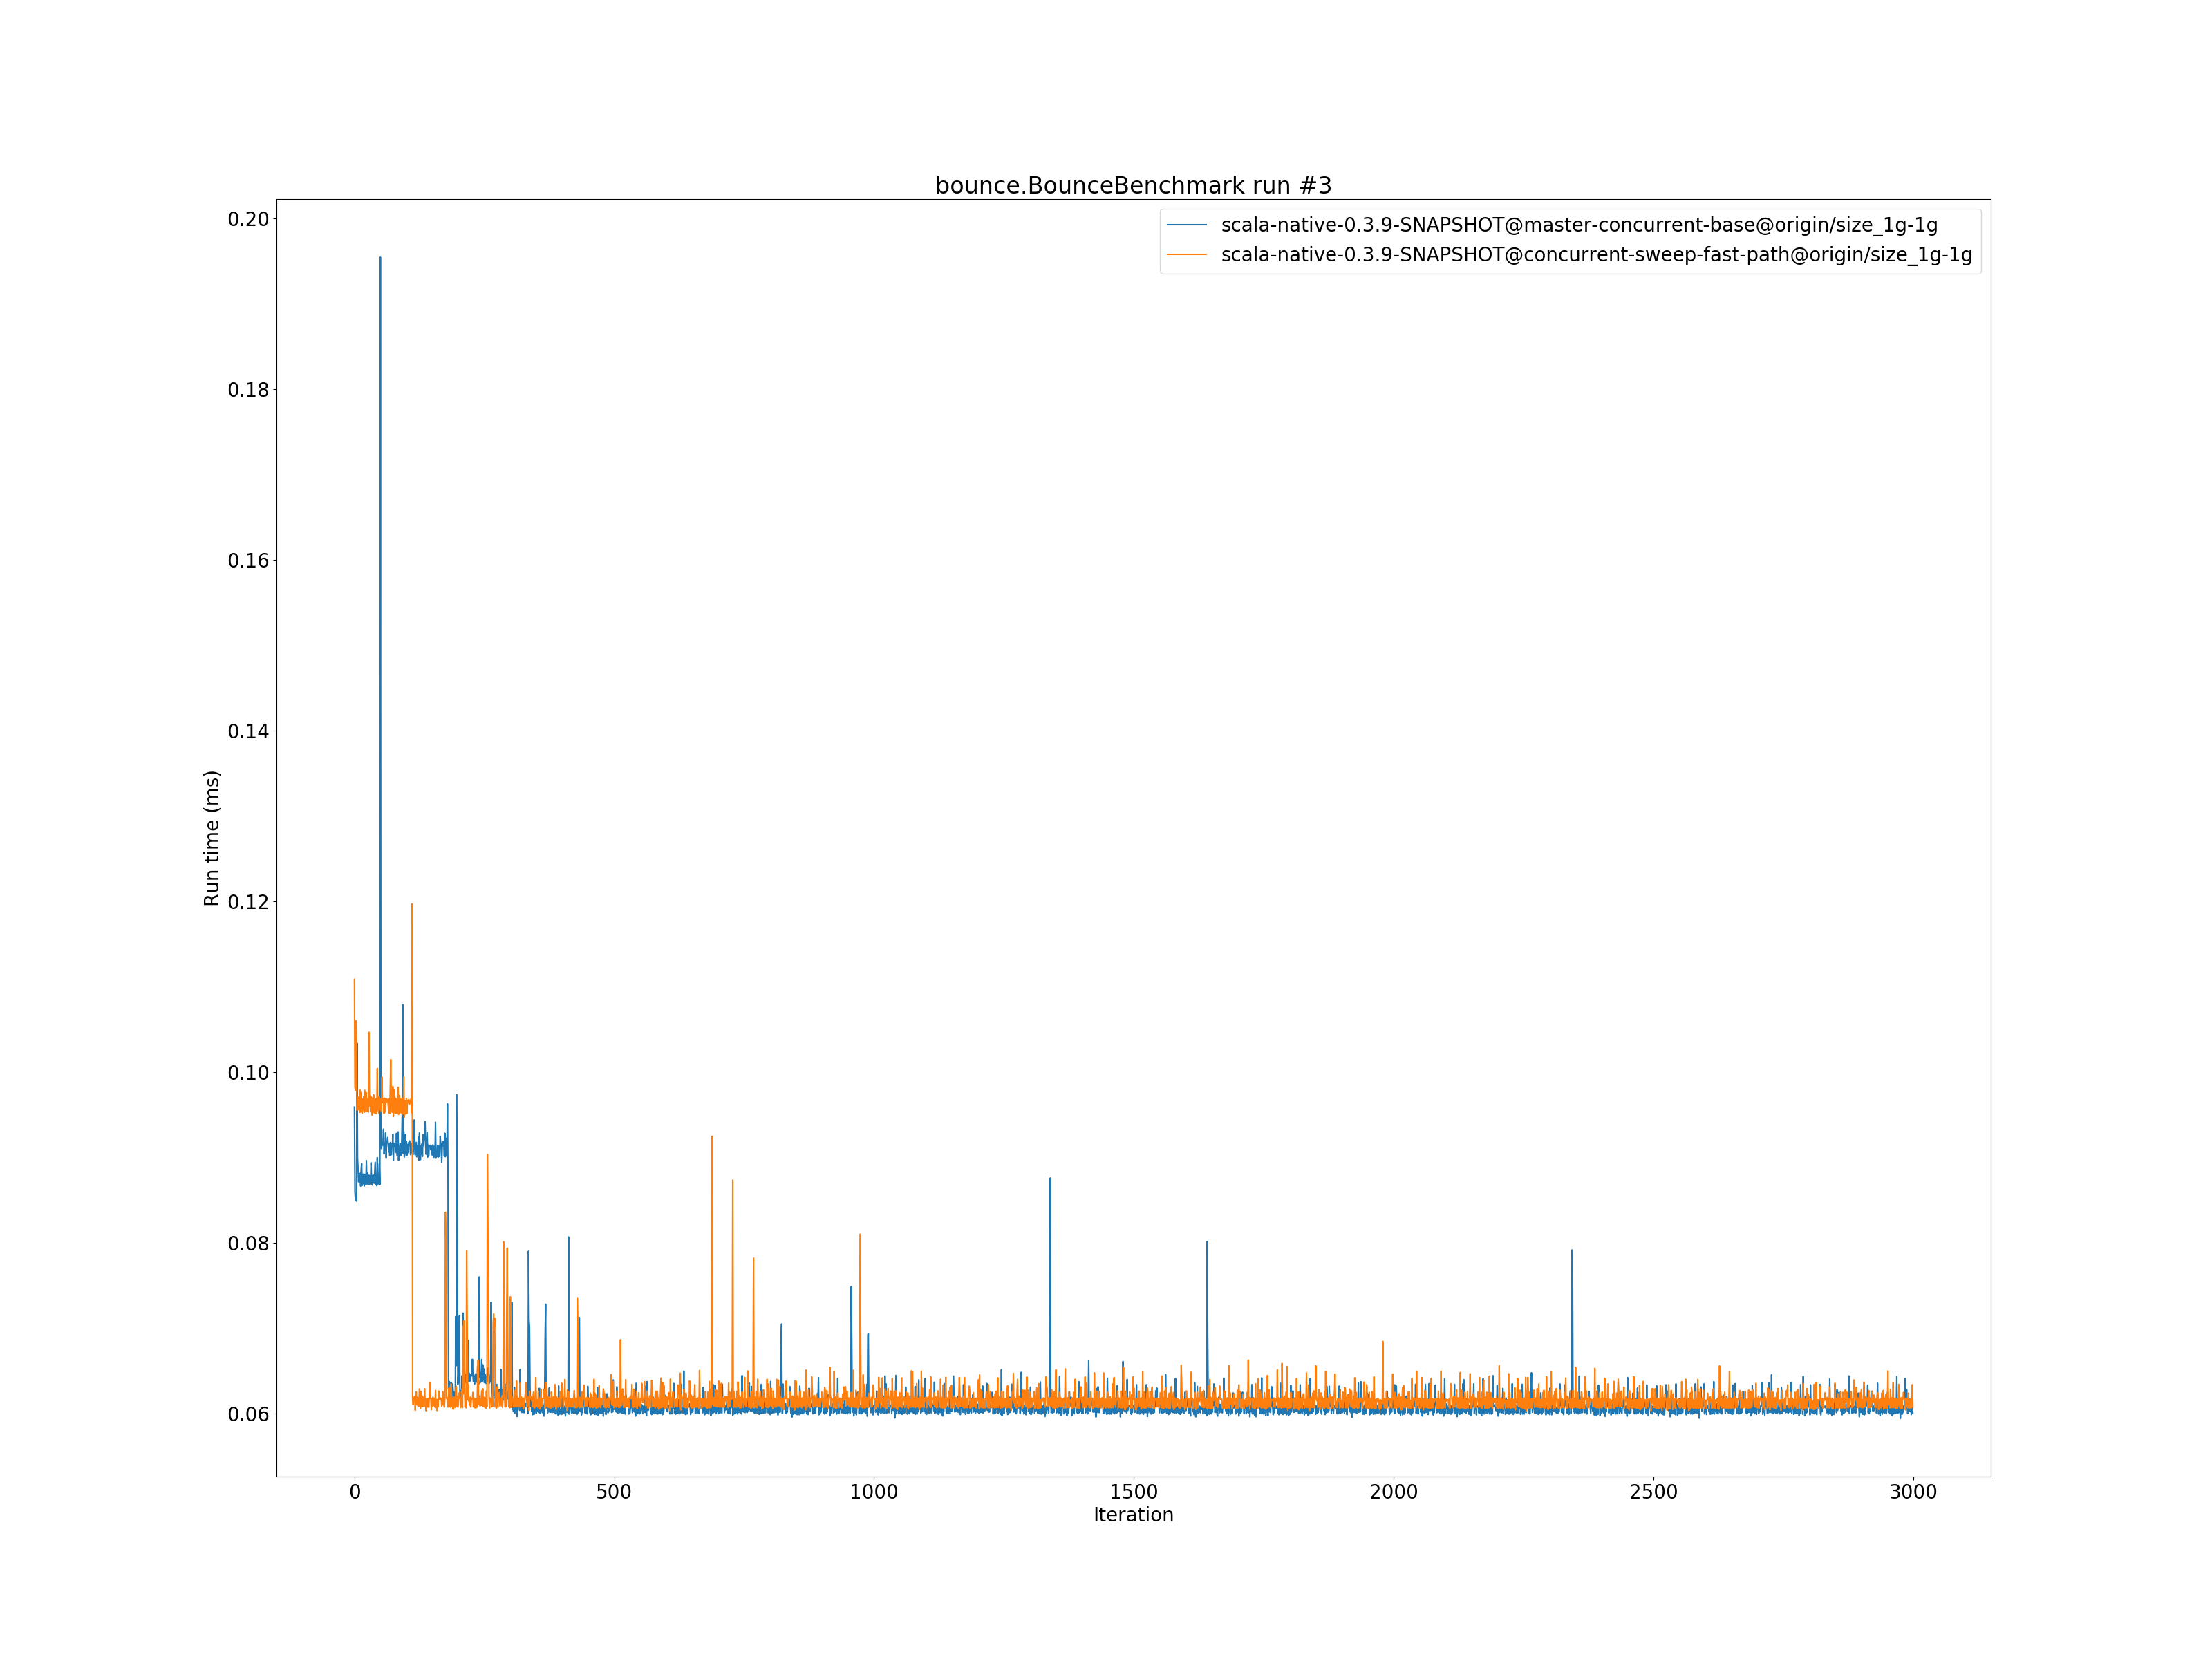 bounce.BounceBenchmark run #3
scala-native-0.3.9-SNAPSHOT@master-concurrent-base@origin/size_1g-1g
scala-native-0.3.9-SNAPSHOT@concurrent-sweep-fast-path@origin/size_1g-1g
0.20
0.18
0.16
0.14
0.12
0.10
0.08
0.06
Run time (ms)
0 500 1000 1500 2000 2500 3000
Iteration